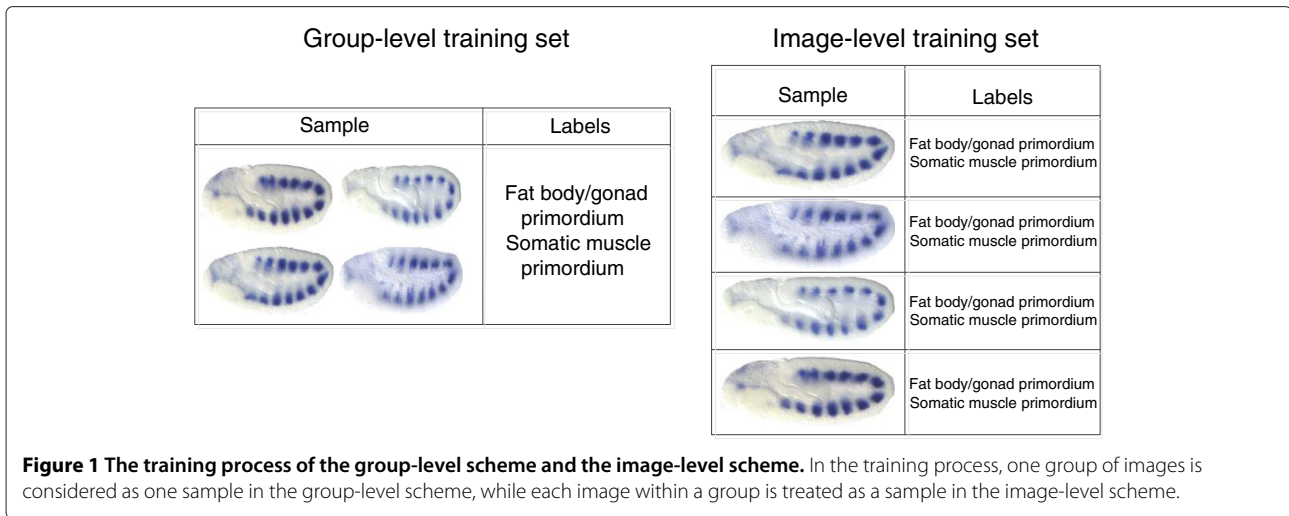 Group-level training set
Sample
Labels
Fat body/gonad
primordium
Somatic muscle
primordium
Image-level training set
Sample
Labels
Fat body/gonad primordium
Somatic muscle primordium
Fat body/gonad primordium
Somatic muscle primordium
Fat body/gonad primordium
Somatic muscle primordium
Fat body/gonad primordium
Somatic muscle primordium
Figure 1 The training process of the group-level scheme and the image-level scheme. In the training process, one group of images is
considered as one sample in the group-level scheme, while each image within a group is treated as a sample in the image-level scheme.